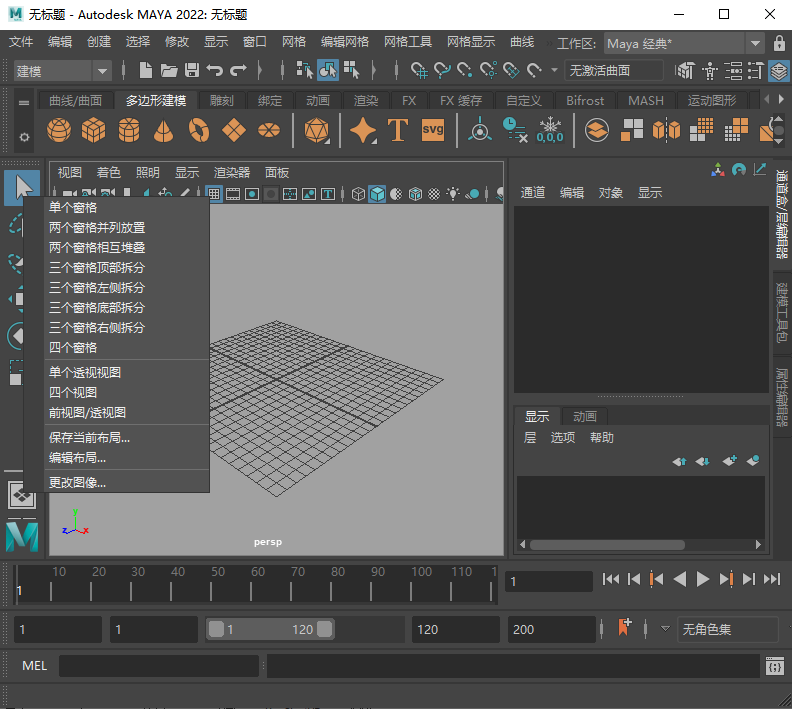 无标题 - Autodesk MAYA 2022: 无标题
文件 编辑 创建 选择 修改 显示 窗口 网格 编辑网格 网格工具 网格显示 曲线 工作区: Maya 经典*
建模 无激活曲面
曲线/曲面 多边形建模 雕刻 绑定 动画 渲染 FX FX 缓存 自定义 Bifrost MASH 运动图形
T SVG 0,0,0
视图 着色 照明 显示 渲染器 面板
单个窗格
两个窗格并列放置
两个窗格相互堆叠
三个窗格顶部拆分
三个窗格左侧拆分
三个窗格底部拆分
三个窗格右侧拆分
四个窗格
单个透视视图
四个视图
前视图/透视图
保存当前布局...
编辑布局...
更改图像...
y
z x
persp
通道 编辑 对象 显示
通道盒/层编辑器
建模工具包
属性编辑器
显示 动画
层 选项 帮助
1 10 20 30 40 50 60 70 80 90 100 110 1
1
1 1 1 120 120 200 无角色集
MEL